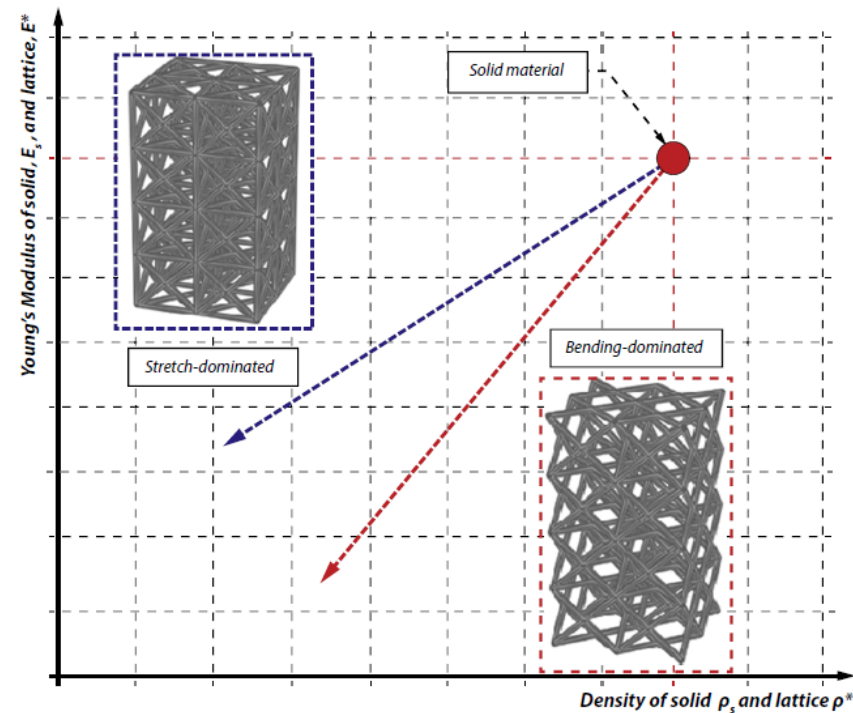 Solid material
Young's Modulus of solid, Eₛ, and lattice, E*
Stretch-dominated
Bending-dominated
Density of solid ρₛ and lattice ρ*